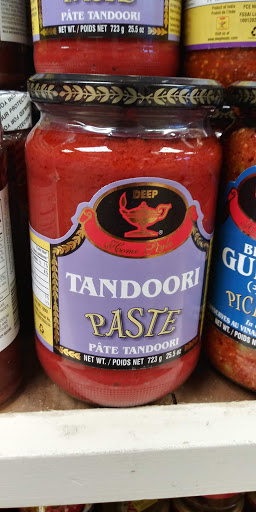 PASTE
PÂTE TANDOORI
NET WT. / POIDS NET 723 g 25.5 oz
DEEP
Home Style
TANDOORI
PASTE
PÂTE TANDOORI
NET WT. / POIDS NET 723 g 25.5 oz
GU
PIC